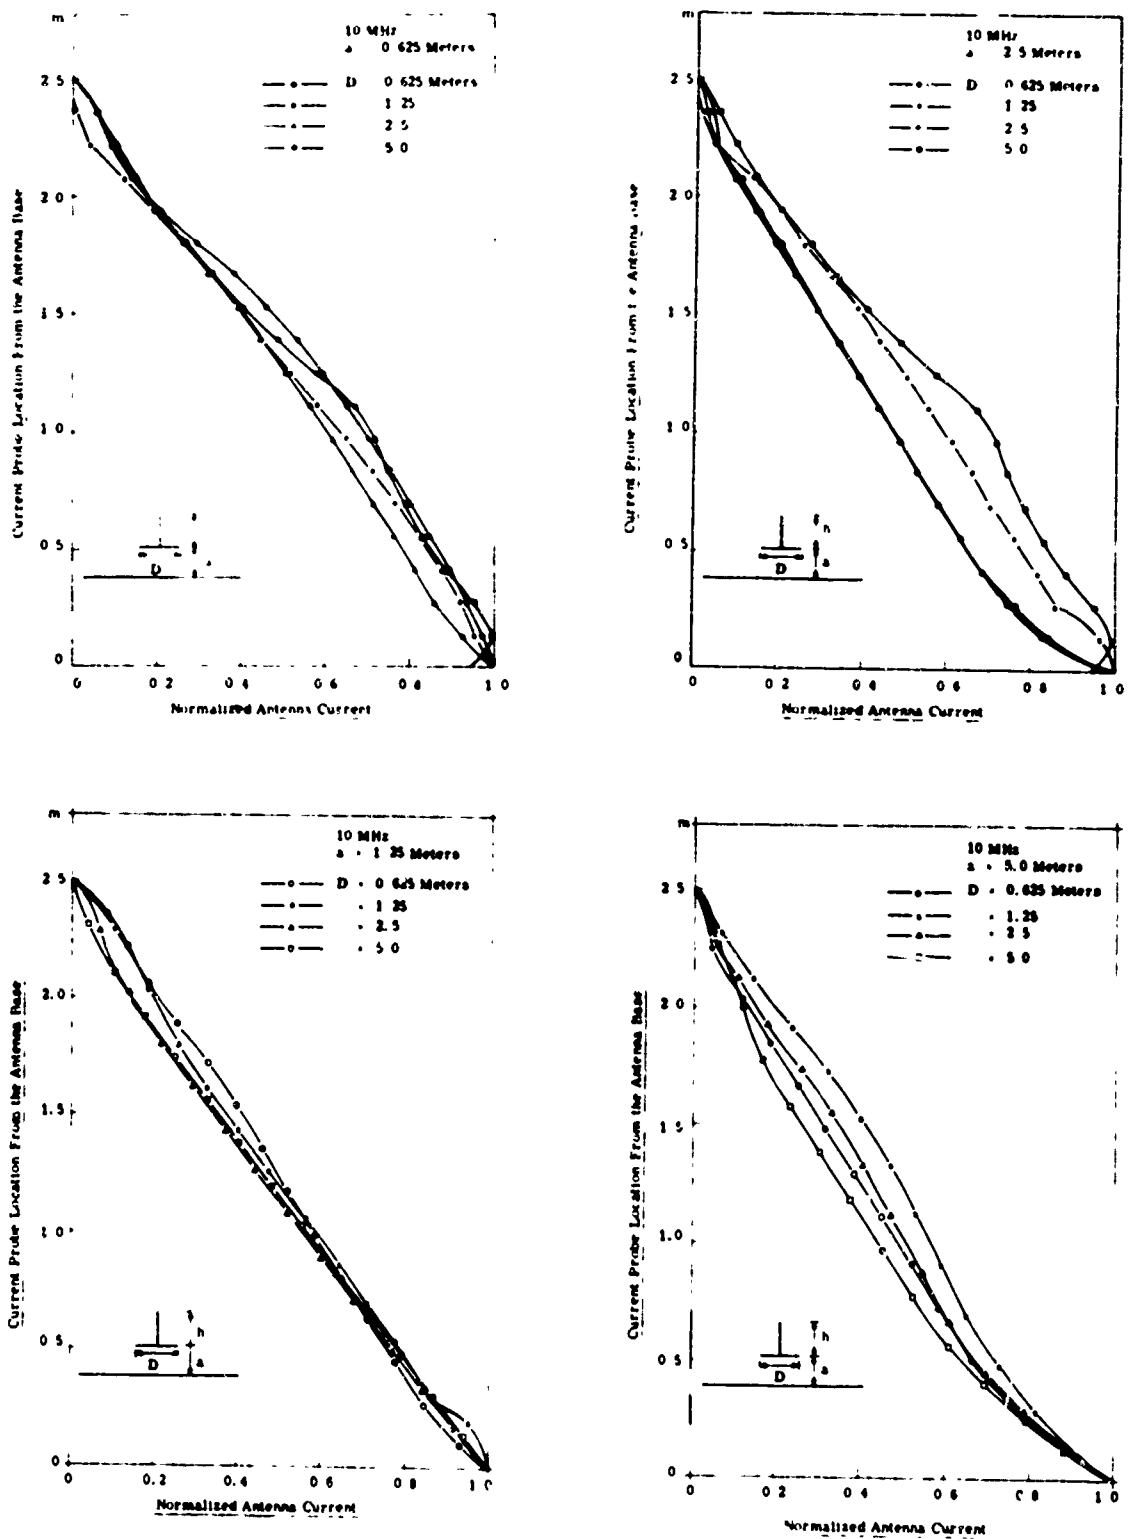 m
10 MHz
a 0 625 Meters
D 0 625 Meters
1 25
2 5
5 0
2 5
2 0
1 5
1 0
0 5
0
Current Probe Location From the Antenna Base
D
0 0 2 0 4 0 6 0 8 1 0
Normalized Antenna Current
m
10 MHz
a 2 5 Meters
D 0 625 Meters
1 25
2 5
5 0
2 5
2 0
1 5
1 0
0 5
0
Current Probe Location From the Antenna Base
h
D
a
0 0 2 0 4 0 6 0 8 1 0
Normalized Antenna Current
m
10 MHz
a = 1 25 Meters
D = 0 625 Meters
= 1 25
= 2.5
= 5 0
2 5
2.0
1.5
1 0
0 5
0
Current Probe Location From the Antenna Base
h
D
a
0 0.2 0 4 0 6 0 8 1 0
Normalized Antenna Current
m
10 MHz
a = 5.0 Meters
D = 0.625 Meters
= 1.25
= 2 5
= 5 0
2 5
2 0
1 5
1 0
0 5
0
Current Probe Location From the Antenna Base
h
D
a
0 0 2 0 4 0 6 0 8 1 0
Normalized Antenna Current